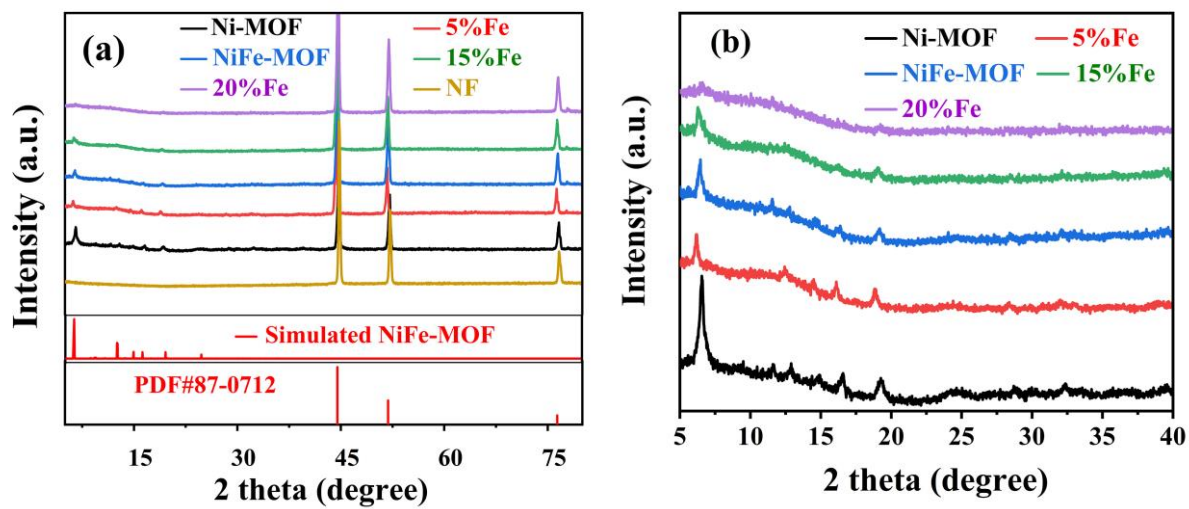 (a)
Ni-MOF
5%Fe
NiFe-MOF
15%Fe
20%Fe
NF
Simulated NiFe-MOF
PDF#87-0712
Intensity (a.u.)
15 30 45 60 75
2 theta (degree)
(b)
Ni-MOF
5%Fe
NiFe-MOF
15%Fe
20%Fe
Intensity (a.u.)
5 10 15 20 25 30 35 40
2 theta (degree)